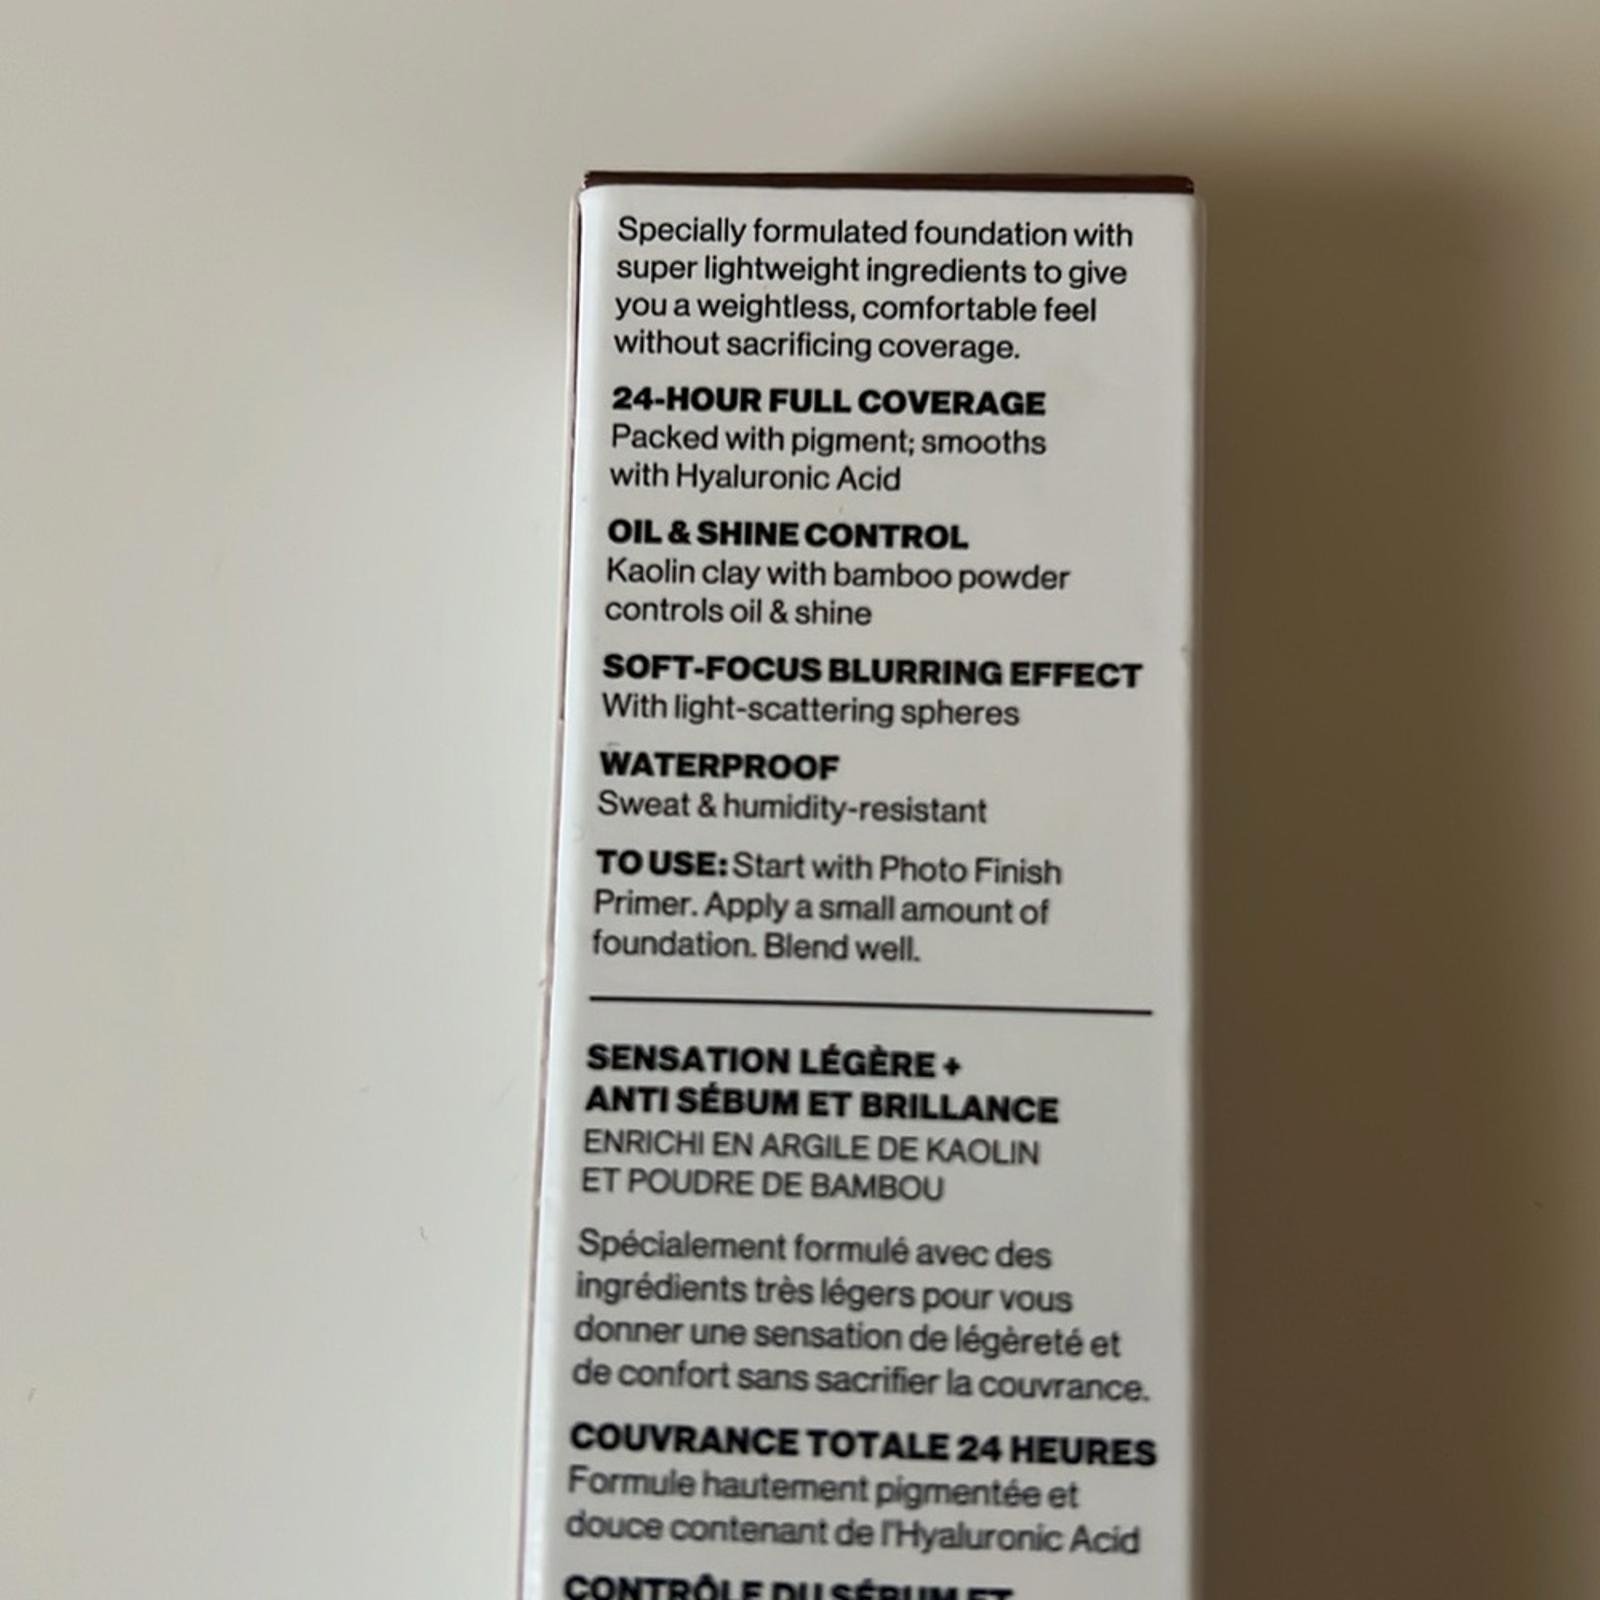 Specially formulated foundation with
super lightweight ingredients to give
you a weightless, comfortable feel
without sacrificing coverage.
24-HOUR FULL COVERAGE
Packed with pigment; smooths
with Hyaluronic Acid
OIL & SHINE CONTROL
Kaolin clay with bamboo powder
controls oil & shine
SOFT-FOCUS BLURRING EFFECT
With light-scattering spheres
WATERPROOF
Sweat & humidity-resistant
TO USE: Start with Photo Finish
Primer. Apply a small amount of
foundation. Blend well.
SENSATION LÉGÈRE +
ANTI SÉBUM ET BRILLANCE
ENRICHI EN ARGILE DE KAOLIN
ET POUDRE DE BAMBOU
Spécialement formulé avec des
ingrédients très légers pour vous
donner une sensation de légèreté et
de confort sans sacrifier la couvrance.
COUVRANCE TOTALE 24 HEURES
Formule hautement pigmentée et
douce contenant de l'Hyaluronic Acid
CONTRÔLE DU SÉBUM ET